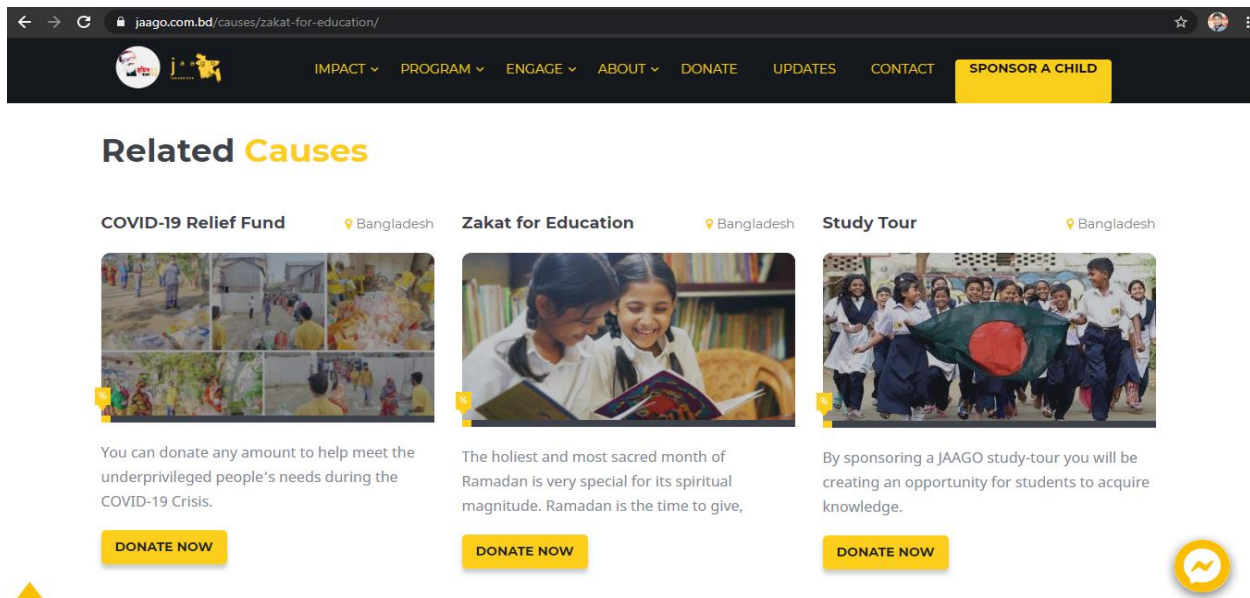 jaago.com.bd/causes/zakat-for-education/
IMPACT PROGRAM ENGAGE ABOUT DONATE UPDATES CONTACT SPONSOR A CHILD
Related Causes
COVID-19 Relief Fund
Bangladesh
%
You can donate any amount to help meet the
underprivileged people's needs during the
COVID-19 Crisis.
DONATE NOW
Zakat for Education
Bangladesh
%
The holiest and most sacred month of
Ramadan is very special for its spiritual
magnitude. Ramadan is the time to give,
DONATE NOW
Study Tour
Bangladesh
%
By sponsoring a JAAGO study-tour you will be
creating an opportunity for students to acquire
knowledge.
DONATE NOW